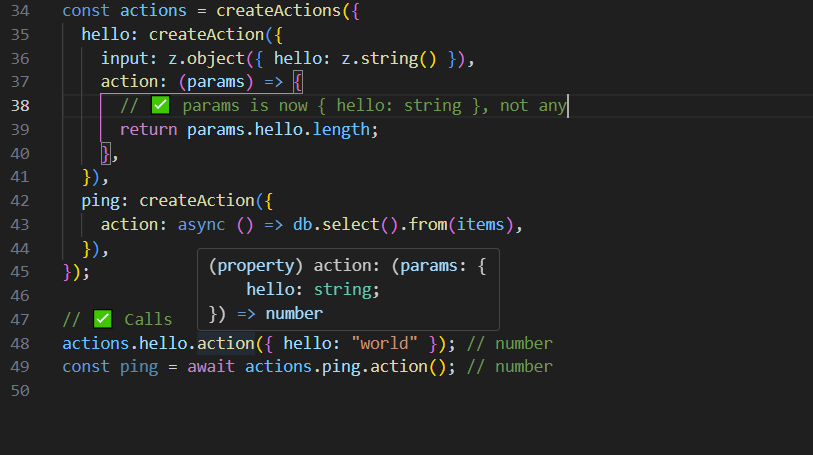 34 const actions = createActions({
35   hello: createAction({
36     input: z.object({ hello: z.string() }),
37     action: (params) => {
38       // ✅ params is now { hello: string }, not any
39       return params.hello.length;
40     },
41   }),
42   ping: createAction({
43     action: async () => db.select().from(items),
44   }),
45 });
(property) action: (params: {
    hello: string;
}) => number
46
47 // ✅ Calls
48 actions.hello.action({ hello: "world" }); // number
49 const ping = await actions.ping.action(); // number
50